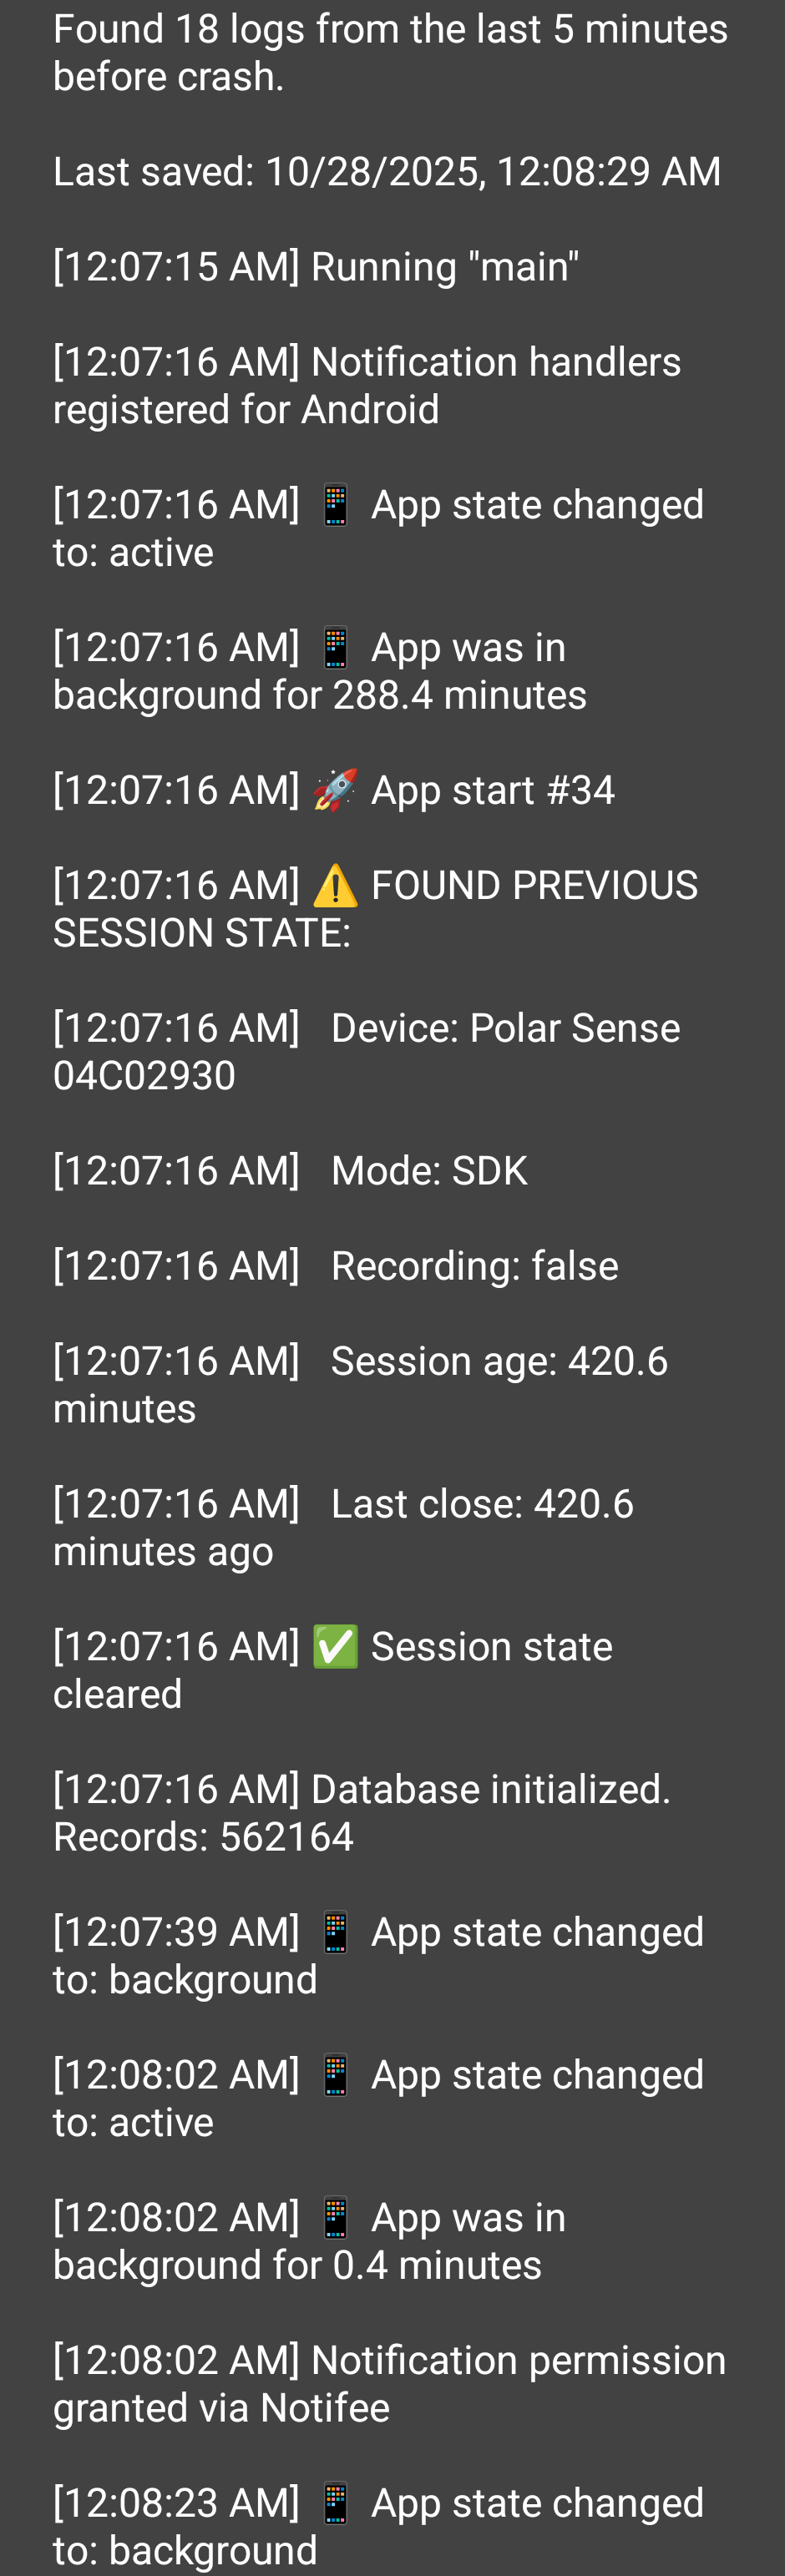 Found 18 logs from the last 5 minutes
before crash.
Last saved: 10/28/2025, 12:08:29 AM
[12:07:15 AM] Running "main"
[12:07:16 AM] Notification handlers
registered for Android
[12:07:16 AM] 📱 App state changed
to: active
[12:07:16 AM] 📱 App was in
background for 288.4 minutes
[12:07:16 AM] 🚀 App start #34
[12:07:16 AM] ⚠️ FOUND PREVIOUS
SESSION STATE:
[12:07:16 AM]   Device: Polar Sense
04C02930
[12:07:16 AM]   Mode: SDK
[12:07:16 AM]   Recording: false
[12:07:16 AM]   Session age: 420.6
minutes
[12:07:16 AM]   Last close: 420.6
minutes ago
[12:07:16 AM] ✅ Session state
cleared
[12:07:16 AM] Database initialized.
Records: 562164
[12:07:39 AM] 📱 App state changed
to: background
[12:08:02 AM] 📱 App state changed
to: active
[12:08:02 AM] 📱 App was in
background for 0.4 minutes
[12:08:02 AM] Notification permission
granted via Notifee
[12:08:23 AM] 📱 App state changed
to: background